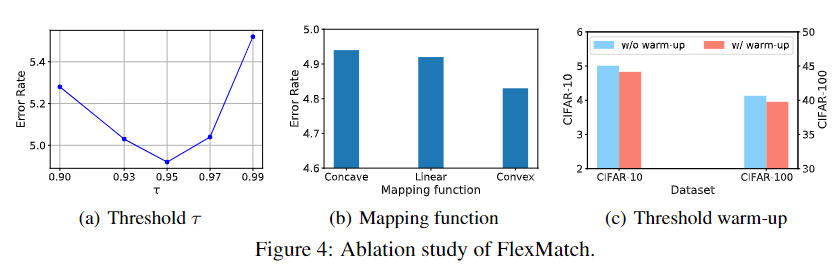 5.4
5.2
5.0
Error Rate
0.90 0.93 0.95 0.97 0.99
τ
(a) Threshold τ
5.0
4.9
4.8
4.7
4.6
Error Rate
Concave Linear Convex
Mapping function
(b) Mapping function
w/o warm-up w/ warm-up
6
5
4
3
2
CIFAR-10
50
45
40
35
30
CIFAR-100
CIFAR-10 CIFAR-100
Dataset
(c) Threshold warm-up
Figure 4: Ablation study of FlexMatch.